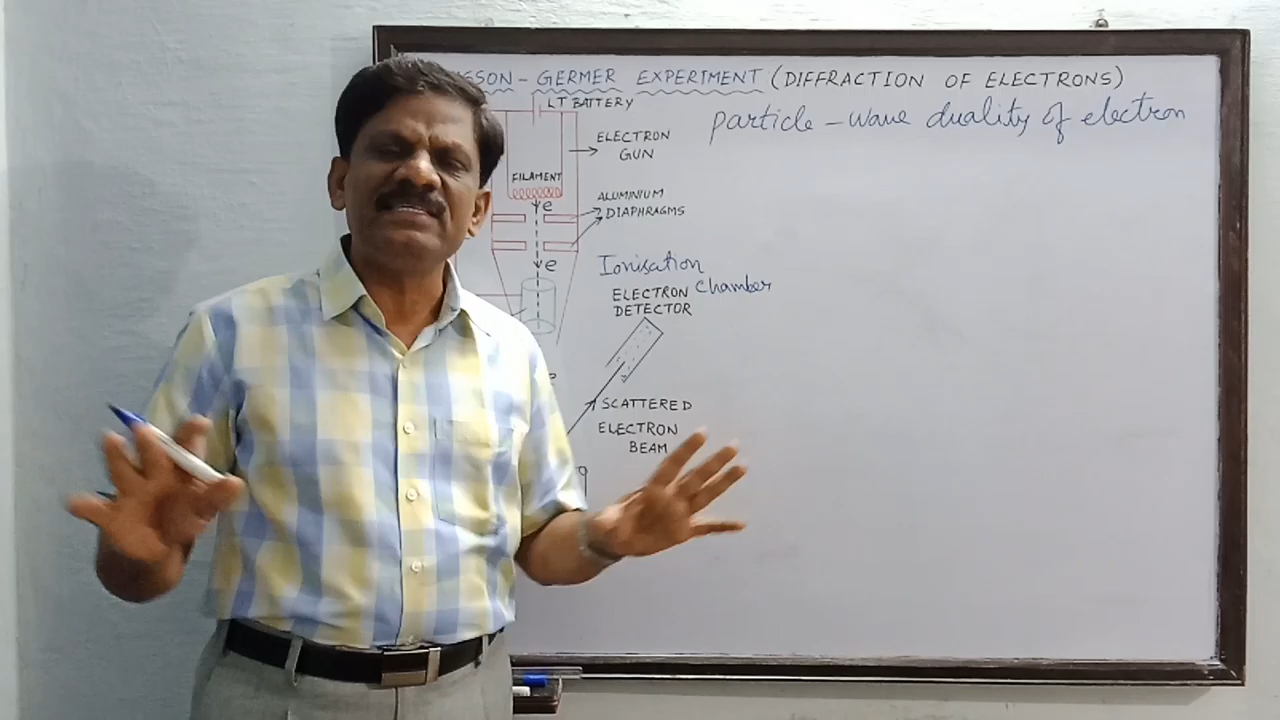 SSON - GERMER EXPERIMENT (DIFFRACTION OF ELECTRONS)
LT BATTERY
particle - wave duality of electron
ELECTRON
GUN
FILAMENT
e
ALUMINIUM
DIAPHRAGMS
e
Ionisation
chamber
ELECTRON
DETECTOR
SCATTERED
ELECTRON
BEAM